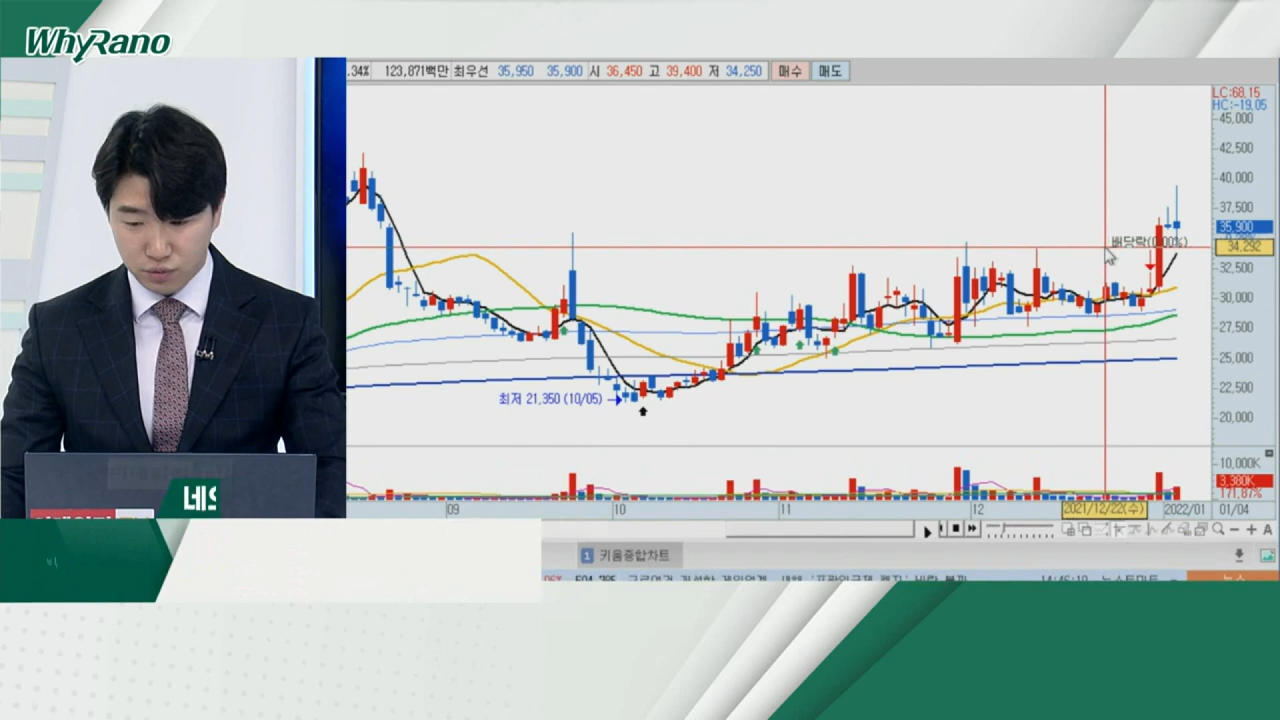 WhyRano
.34% 123,871백만 최우선 35,950 35,900 시 36,450 고 39,400 저 34,250 매수 매도
LC:68.15
HC:-19.05
45,000
42,500
40,000
37,500
35,900
배당락(0.00%)
34,292
32,500
30,000
27,500
25,000
22,500
20,000
최저 21,350 (10/05)
10,000K
3,380K
171.87%
09 10 11 12 2021/12/22(수) 2022/01 01/04
네
1 키움종합차트